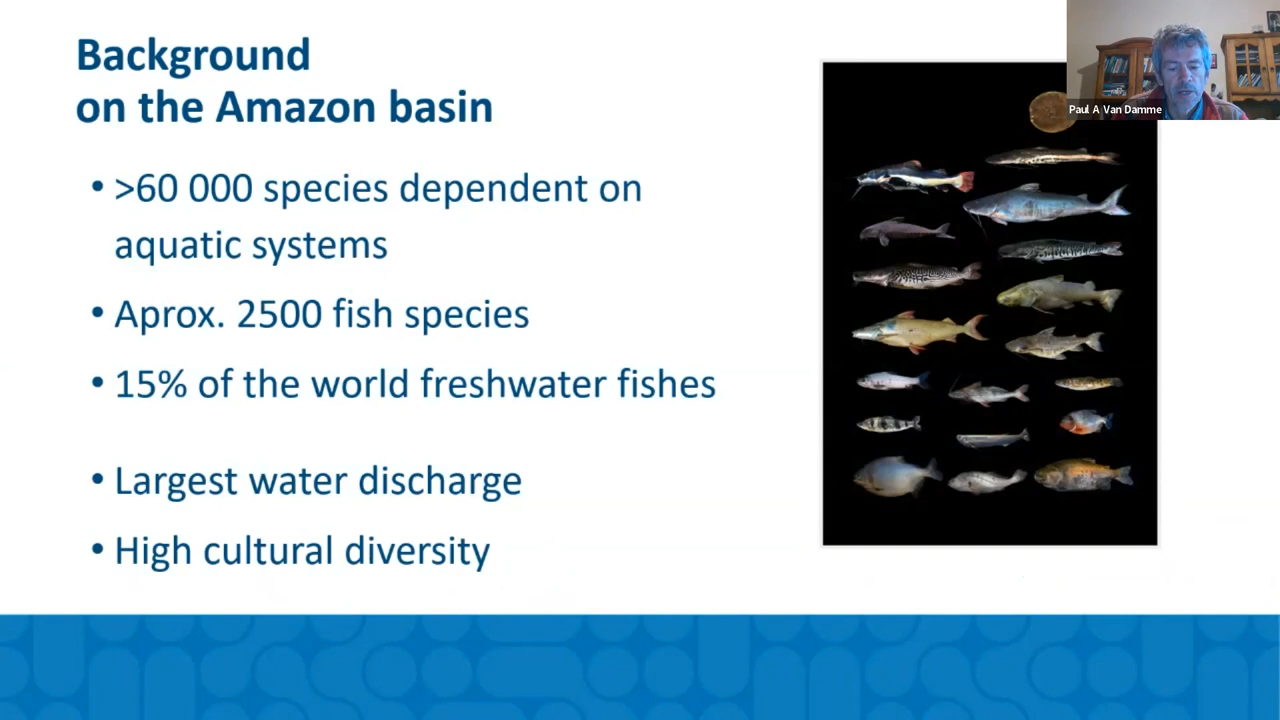 Background
on the Amazon basin
• >60 000 species dependent on
aquatic systems
• Aprox. 2500 fish species
• 15% of the world freshwater fishes
• Largest water discharge
• High cultural diversity
Paul A Van Damme